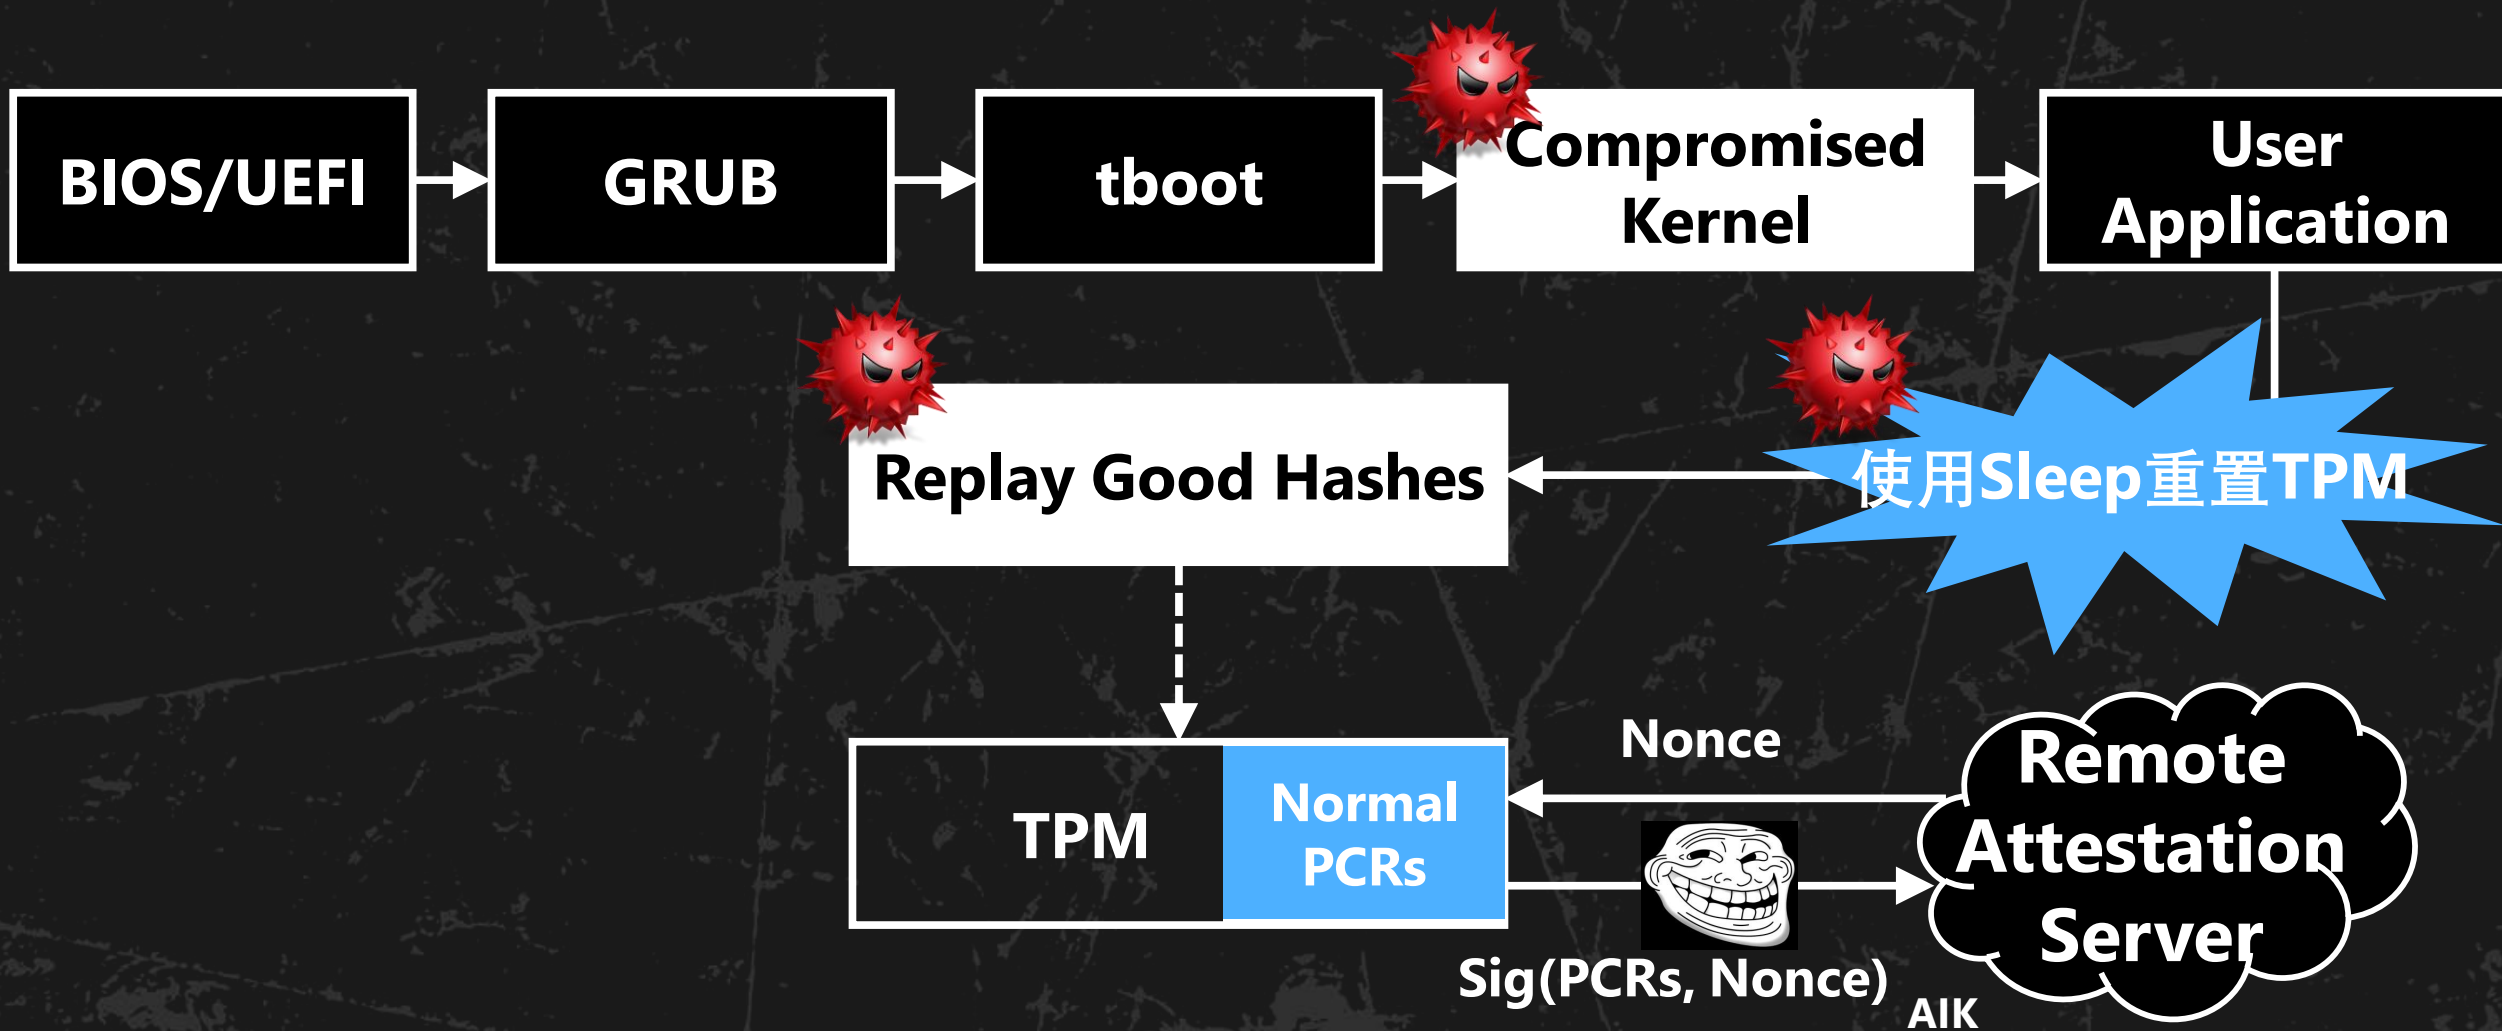 BIOS/UEFI
GRUB
tboot
Compromised
Kernel
User
Application
Replay Good Hashes
使用Sleep重置TPM
TPM
Normal
PCRs
Nonce
Sig(PCRs, Nonce)
AIK
Remote
Attestation
Server